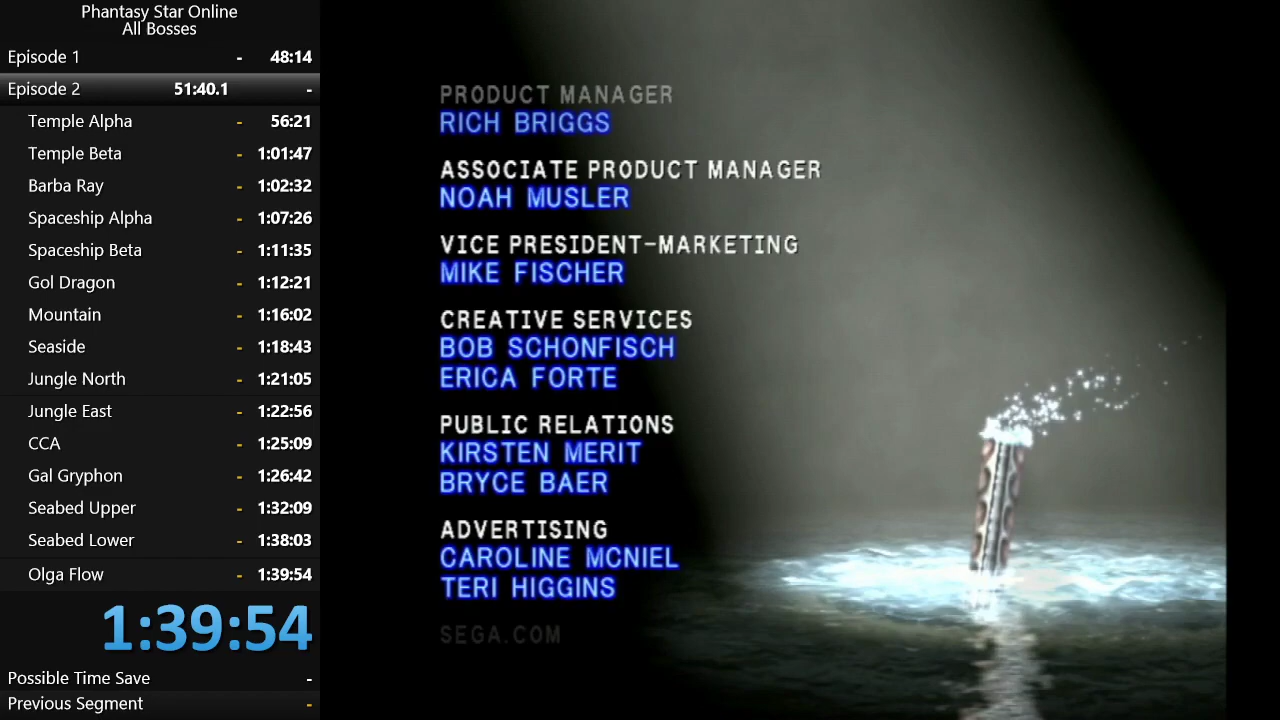 Phantasy Star Online
All Bosses
Episode 1 - 48:14
Episode 2 51:40.1 -
Temple Alpha - 56:21
Temple Beta - 1:01:47
Barba Ray - 1:02:32
Spaceship Alpha - 1:07:26
Spaceship Beta - 1:11:35
Gol Dragon - 1:12:21
Mountain - 1:16:02
Seaside - 1:18:43
Jungle North - 1:21:05
Jungle East - 1:22:56
CCA - 1:25:09
Gal Gryphon - 1:26:42
Seabed Upper - 1:32:09
Seabed Lower - 1:38:03
Olga Flow - 1:39:54
1:39:54
Possible Time Save -
Previous Segment -
PRODUCT MANAGER
RICH BRIGGS
ASSOCIATE PRODUCT MANAGER
NOAH MUSLER
VICE PRESIDENT-MARKETING
MIKE FISCHER
CREATIVE SERVICES
BOB SCHONFISCH
ERICA FORTE
PUBLIC RELATIONS
KIRSTEN MERIT
BRYCE BAER
ADVERTISING
CAROLINE MCNIEL
TERI HIGGINS
SEGA.COM